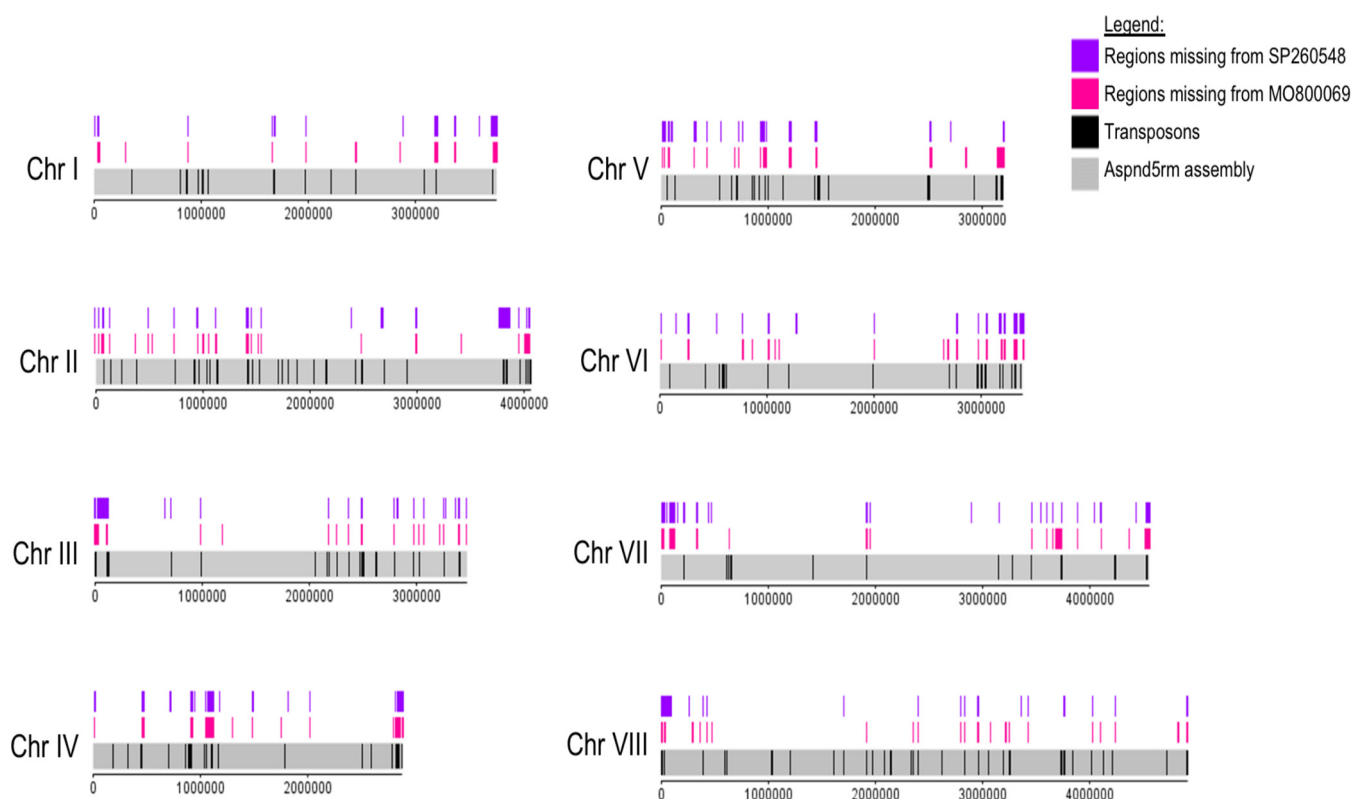 Legend:
Regions missing from SP260548
Regions missing from MO800069
Transposons
Aspnd5rm assembly
Chr I
0 1000000 2000000 3000000
Chr V
0 1000000 2000000 3000000
Chr II
0 1000000 2000000 3000000 4000000
Chr VI
0 1000000 2000000 3000000
Chr III
0 1000000 2000000 3000000
Chr VII
0 1000000 2000000 3000000 4000000
Chr IV
0 1000000 2000000
Chr VIII
0 1000000 2000000 3000000 4000000